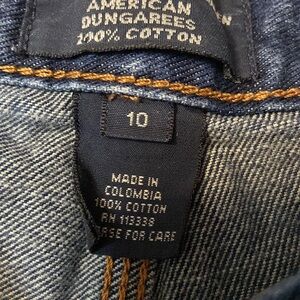 AMERICAN
DUNGAREES
100% COTTON
10
MADE IN
COLOMBIA
100% COTTON
RN 113338
FOR CARE